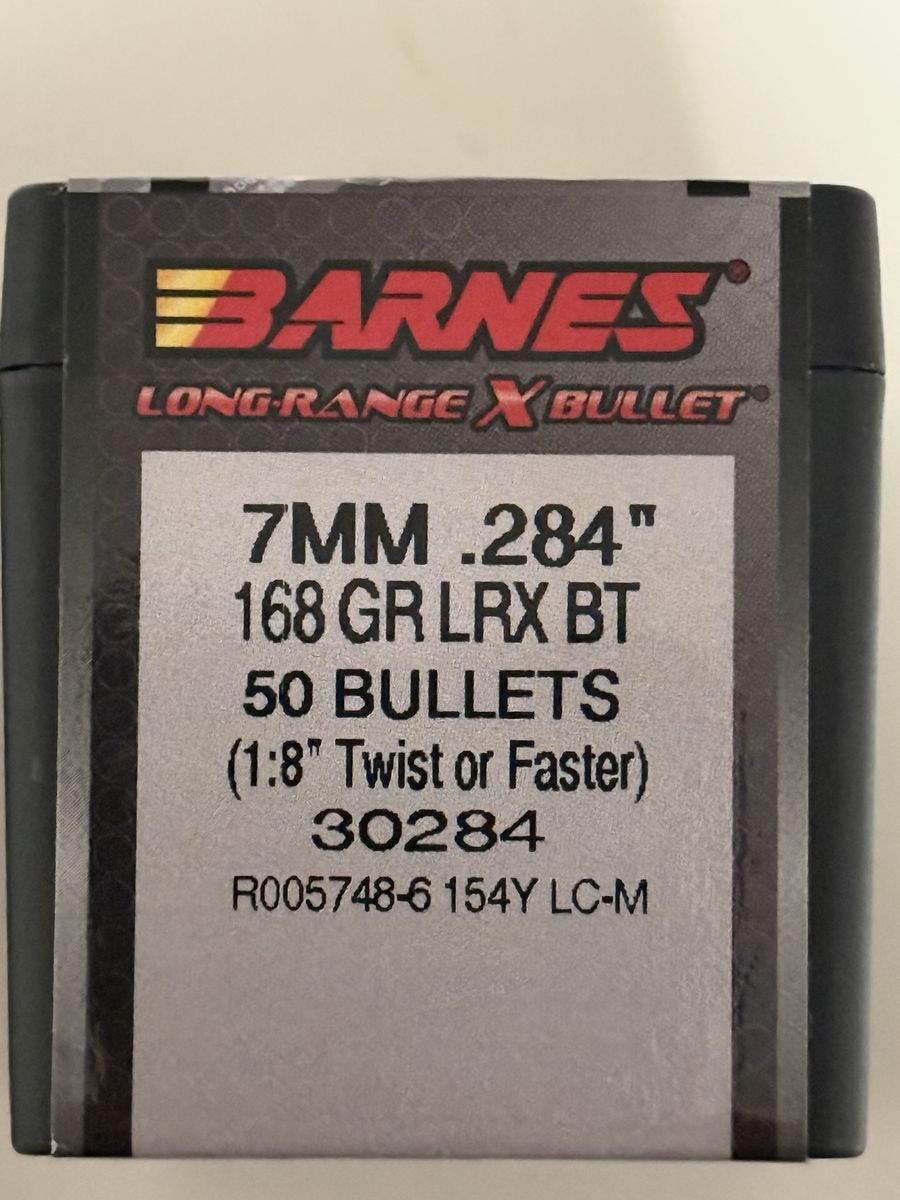 BARNES®
LONG-RANGE X BULLET®
7MM .284"
168 GR LRX BT
50 BULLETS
(1:8" Twist or Faster)
30284
R005748-6 154Y LC-M